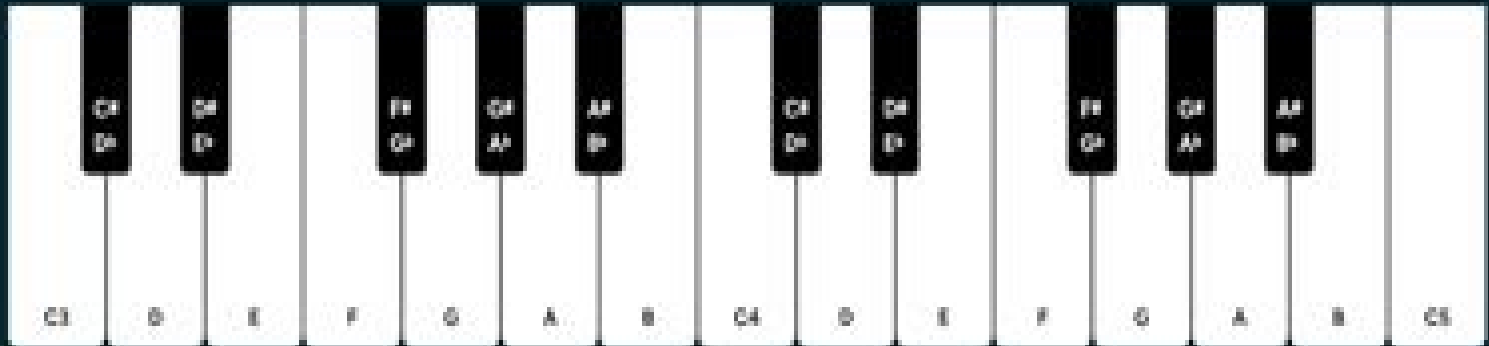 C# D# F# G# A# C# D# F# G# A#
D♭ E♭ G♭ A♭ B♭ D♭ E♭ G♭ A♭ B♭
C3 D E F G A B C4 D E F G A B C5